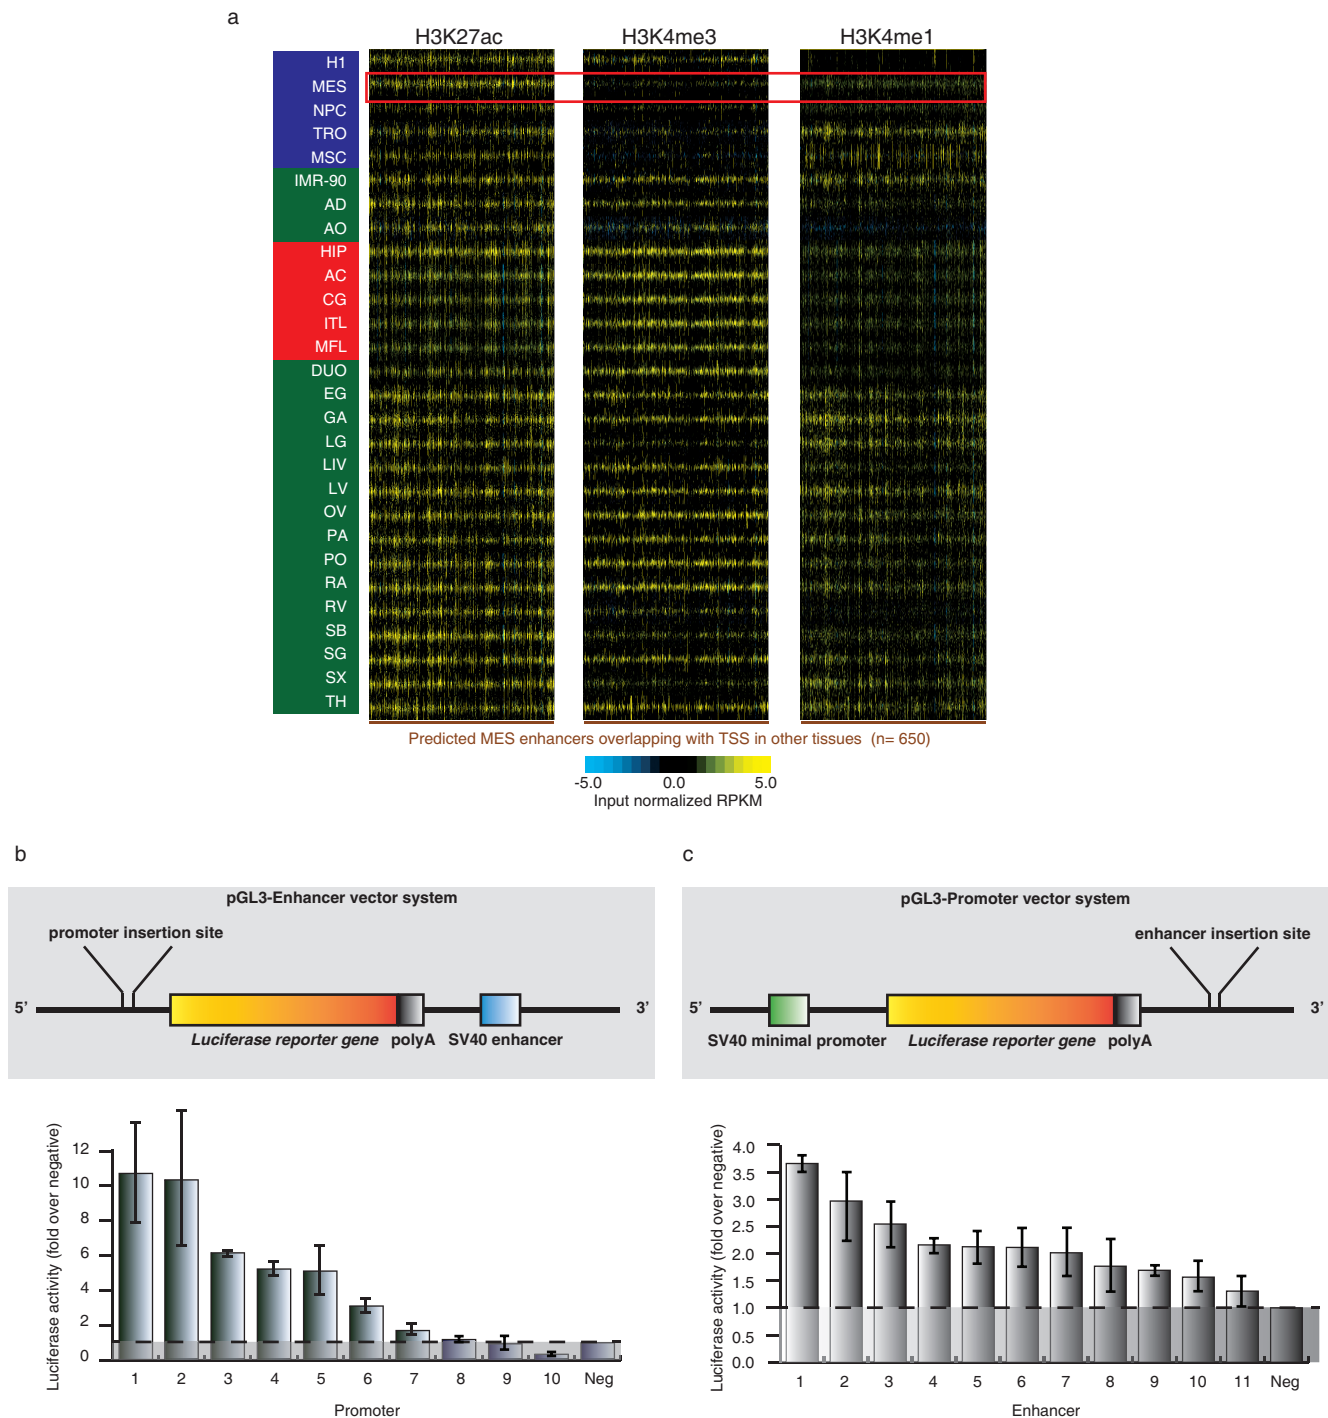 a
H3K27ac H3K4me3 H3K4me1
H1
MES
NPC
TRO
MSC
IMR-90
AD
AO
HIP
AC
CG
ITL
MFL
DUO
EG
GA
LG
LIV
LV
OV
PA
PO
RA
RV
SB
SG
SX
TH
Predicted MES enhancers overlapping with TSS in other tissues (n= 650)
-5.0 0.0 5.0
Input normalized RPKM
b
pGL3-Enhancer vector system
promoter insertion site
5’ 3’
Luciferase reporter gene polyA SV40 enhancer
Luciferase activity (fold over negative)
12
10
8
6
4
2
0
1 2 3 4 5 6 7 8 9 10 Neg
Promoter
c
pGL3-Promoter vector system
enhancer insertion site
5’ 3’
SV40 minimal promoter Luciferase reporter gene polyA
Luciferase activity (fold over negative)
4.0
3.5
3.0
2.5
2.0
1.5
1.0
0.5
0.0
1 2 3 4 5 6 7 8 9 10 11 Neg
Enhancer